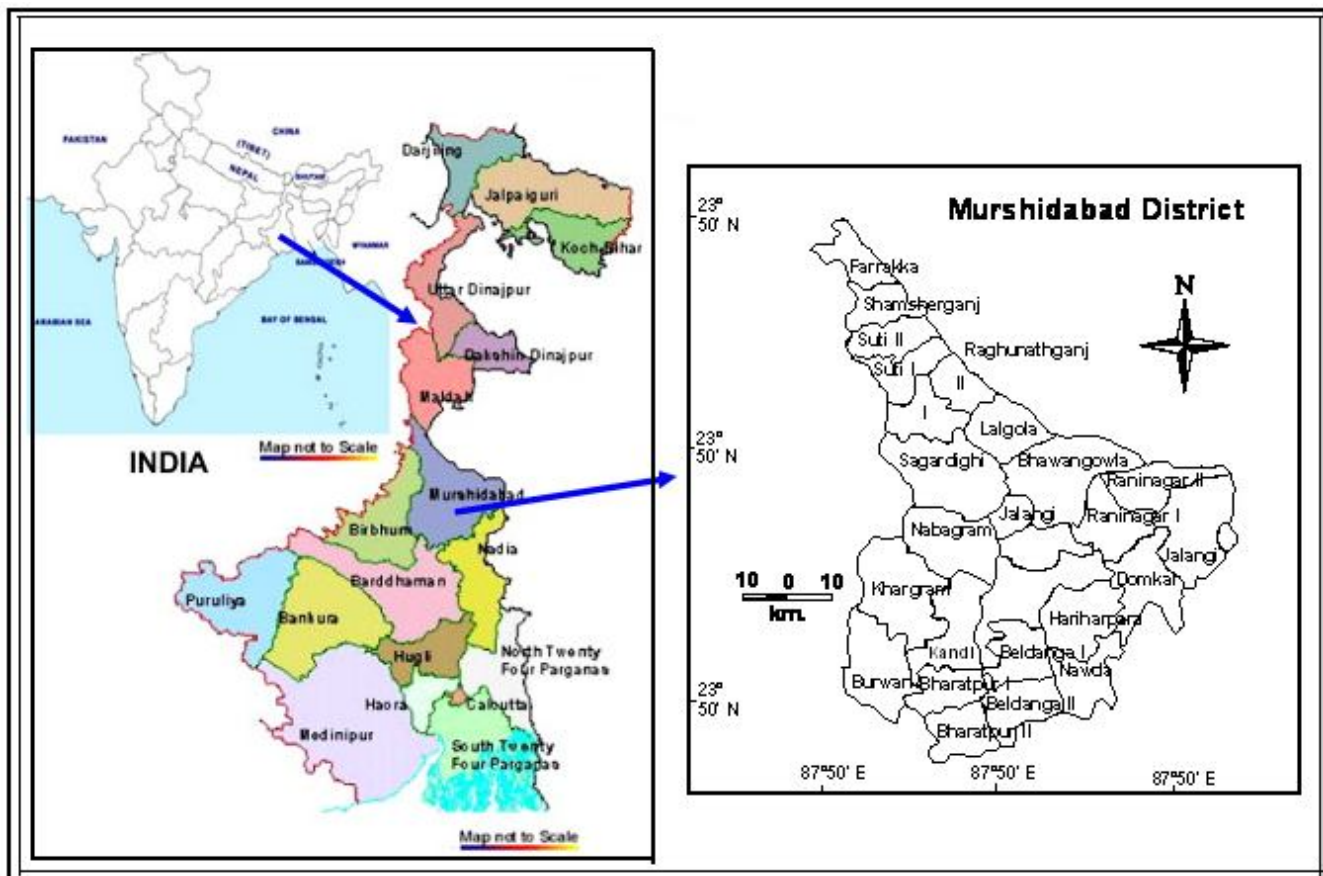 PAKISTAN
CHINA
(TIBET)
NEPAL
BHUTAN
MYANMAR
ARABIAN SEA
BAY OF BENGAL
INDIA
Map not to Scale
Darjiling
Jalpaiguri
Koch Bihar
Uttar Dinajpur
Dakshin Dinajpur
Maldah
Murshidabad
Birbhum
Nadia
Barddhaman
Puruliya
Bankura
Hugli
North Twenty
Four Parganas
Haora
Calcutta
Medinipur
South Twenty
Four Parganas
Map not to Scale
Murshidabad District
N
23°
50' N
23°
50' N
23°
50' N
Farrakka
Shamsherganj
Suti II
Raghunathganj
Suti I
II
I
Lalgola
Sagardighi
Bhawangowla
Raninagar II
Jalangi
Raninagar I
Nabagram
Jalangi
Domkal
Khargram
Hariharpara
Kandi
Beldanga I
Nawda
Burwan
Bharatpur I
Beldanga II
Bharatpur II
10 0 10
km.
87°50' E
87°50' E
87°50' E